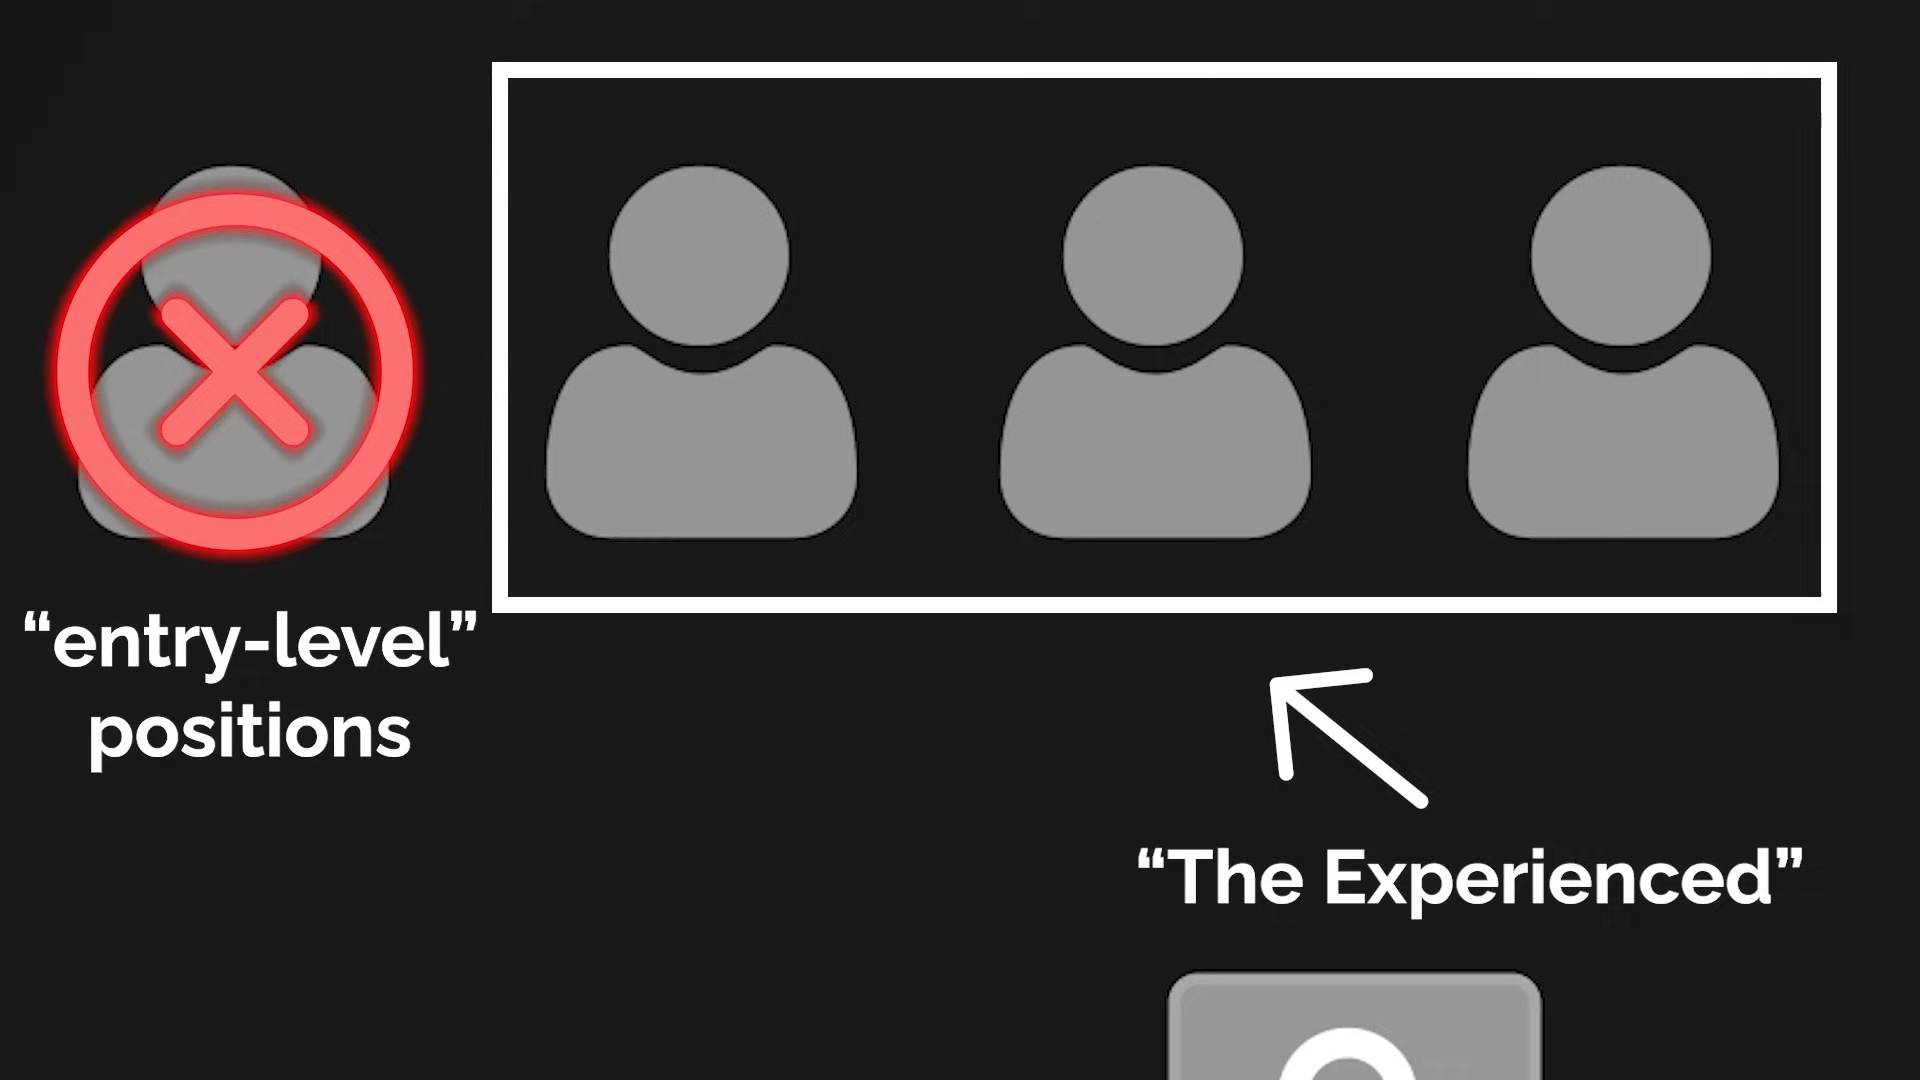 “entry-level”
positions
“The Experienced”